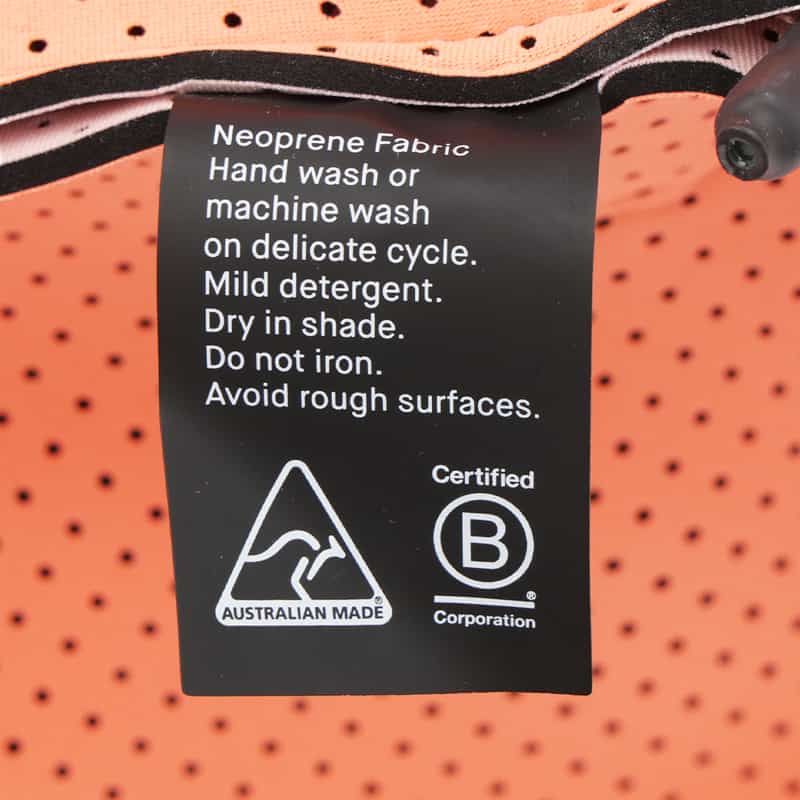 Neoprene Fabric
Hand wash or
machine wash
on delicate cycle.
Mild detergent.
Dry in shade.
Do not iron.
Avoid rough surfaces.
AUSTRALIAN MADE®
Certified
B
®
Corporation